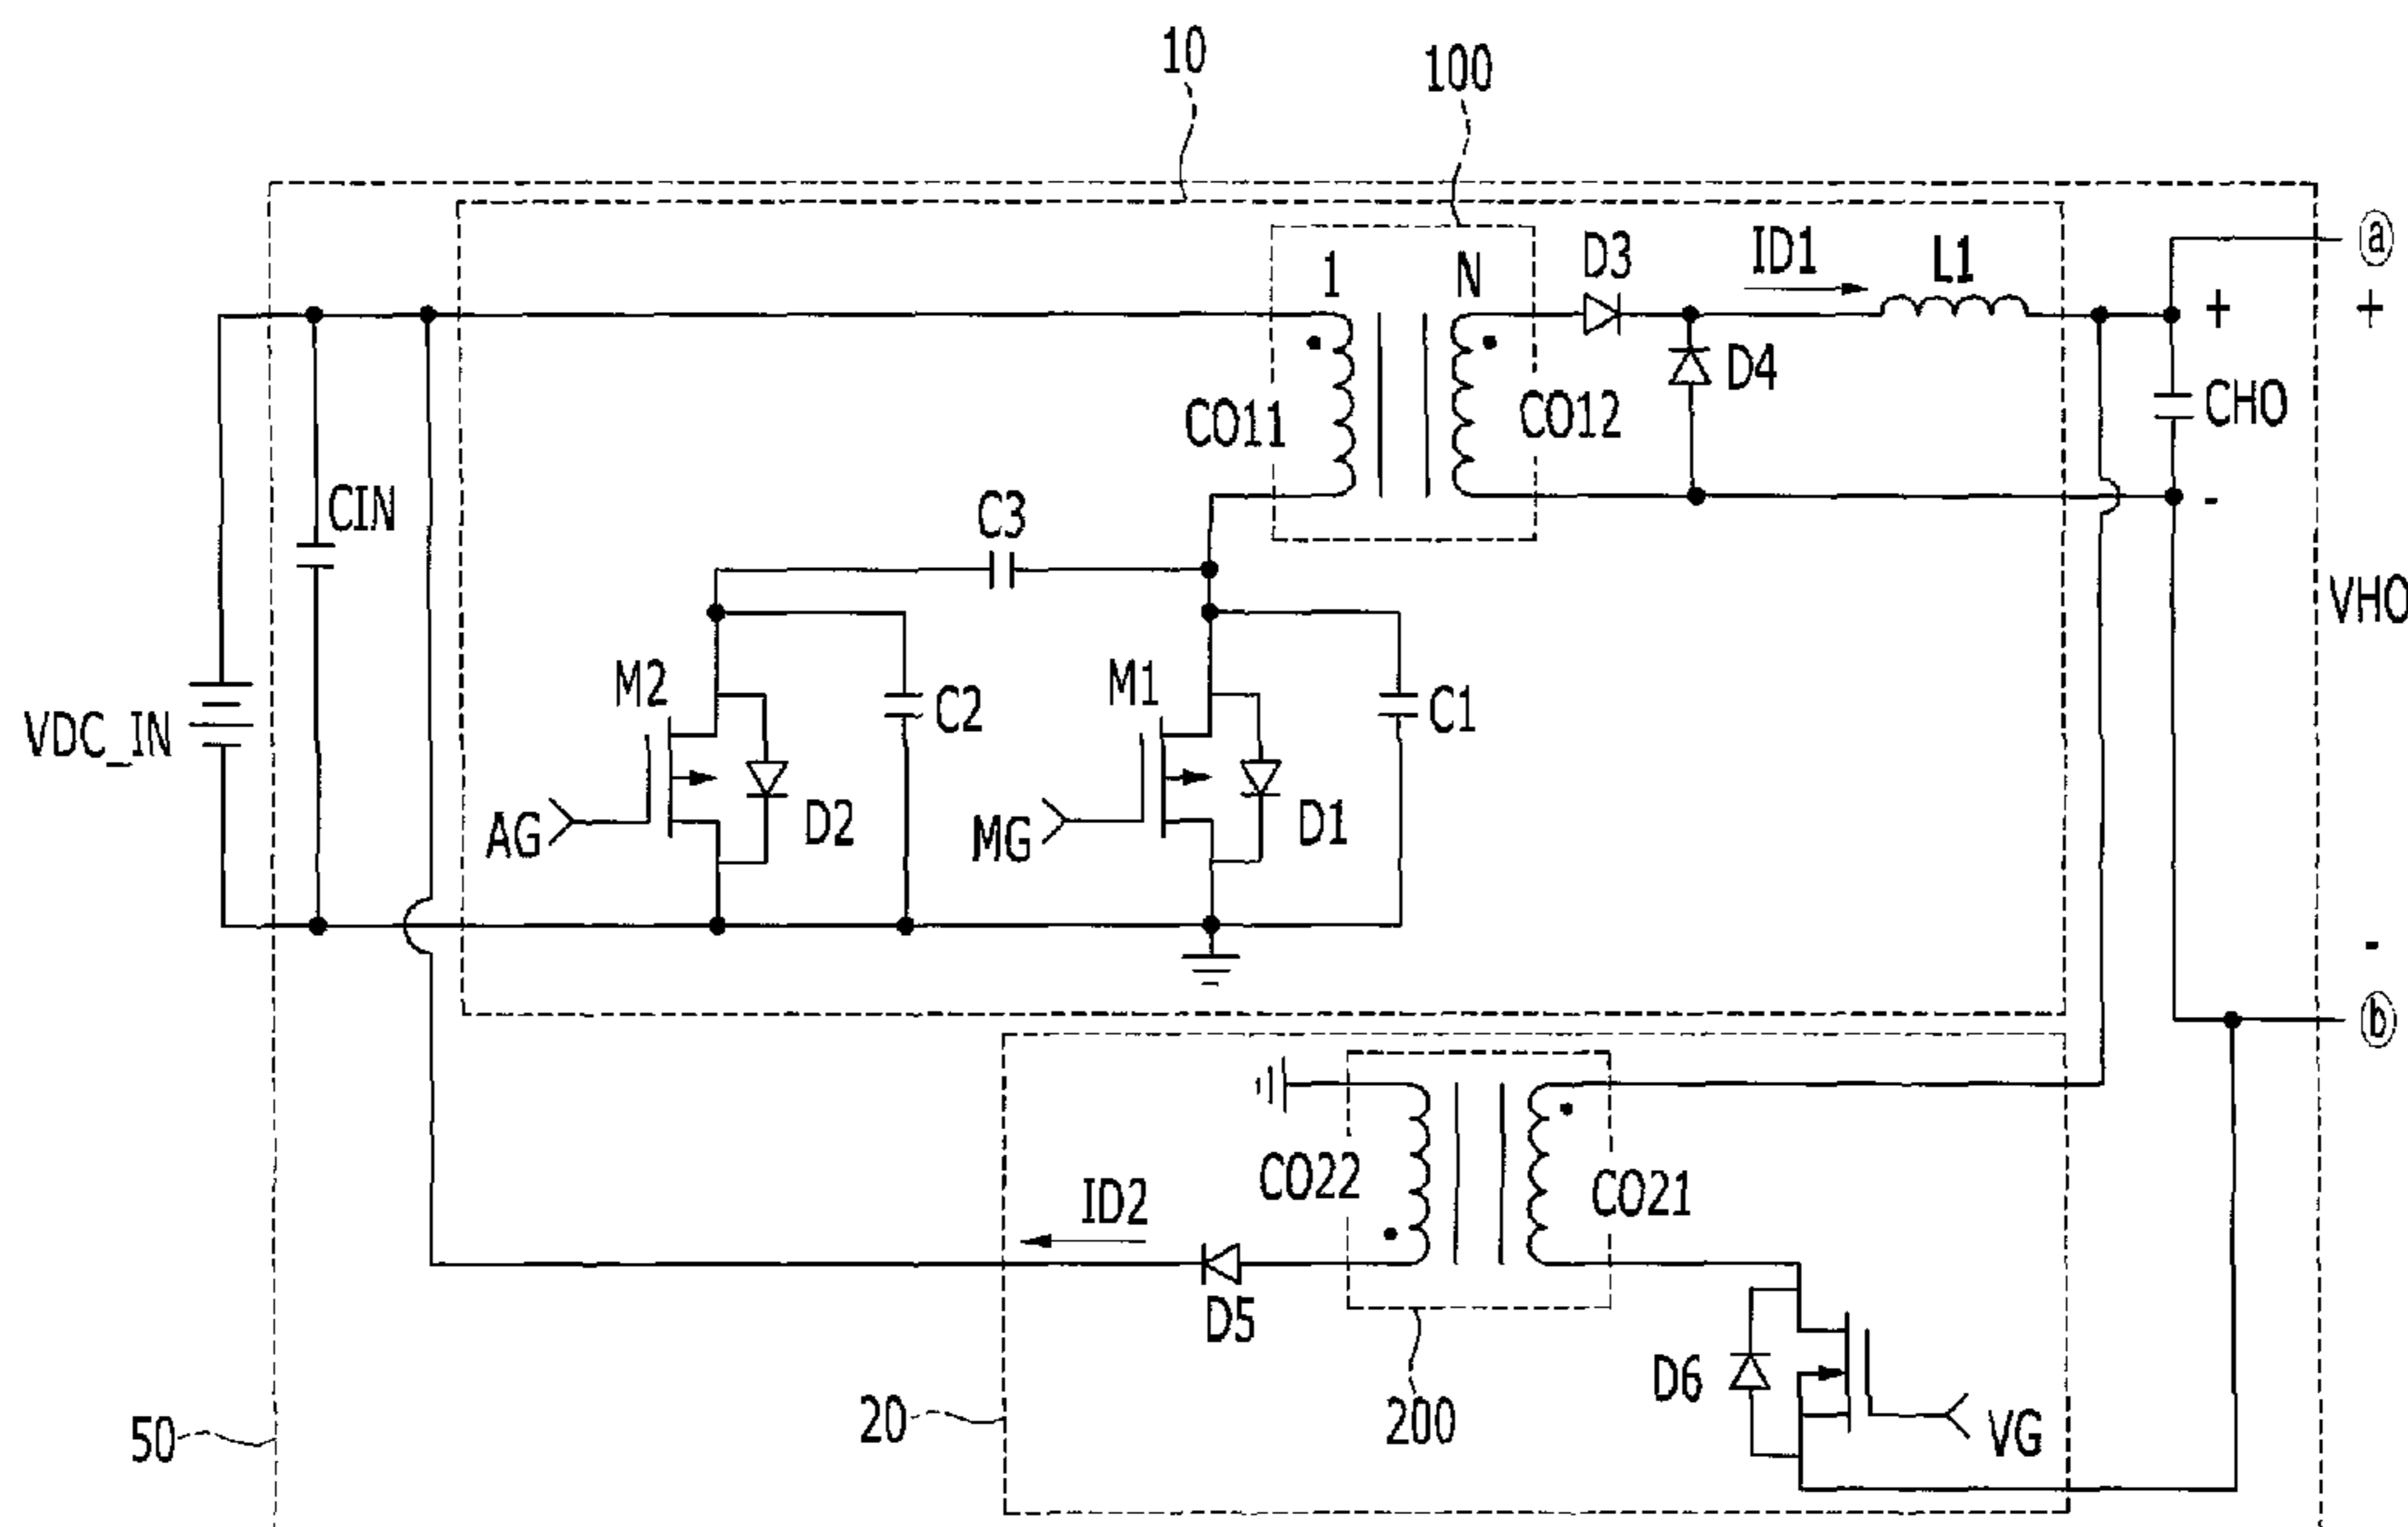 10
100
1
N
D3
ID1
L1
ⓐ
+
+
D4
CHO
CO11
CO12
CIN
-
C3
VHO
M2
M1
C2
C1
VDC_IN
D2
D1
AG
MG
-
ⓑ
CO22
CO21
ID2
D5
D6
50
20
200
VG